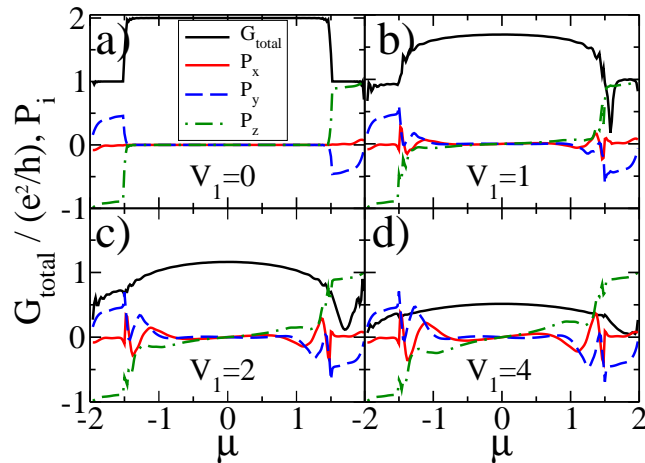 G_total / (e²/h), P_i
2
1
0
-1
a)
G_total
P_x
P_y
P_z
V_1=0
b)
V_1=1
2
1
0
-1
c)
V_1=2
d)
V_1=4
-2 -1 0 1 -2 -1 0 1 2
μ μ